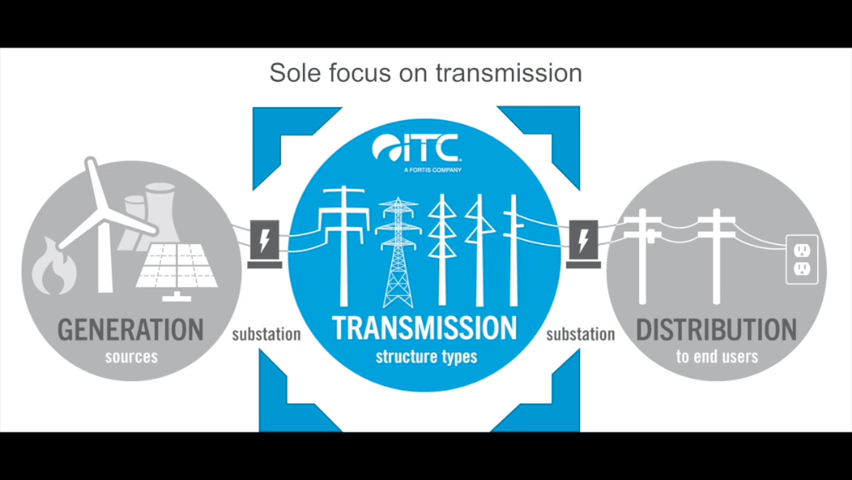 Sole focus on transmission
ITC
A FORTIS COMPANY
GENERATION
sources
substation
TRANSMISSION
structure types
substation
DISTRIBUTION
to end users